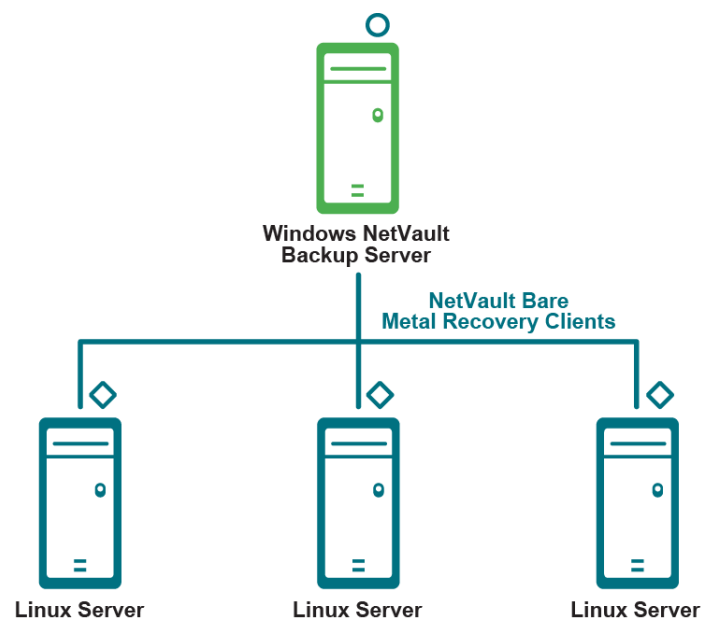 Windows NetVault
Backup Server
NetVault Bare
Metal Recovery Clients
Linux Server
Linux Server
Linux Server